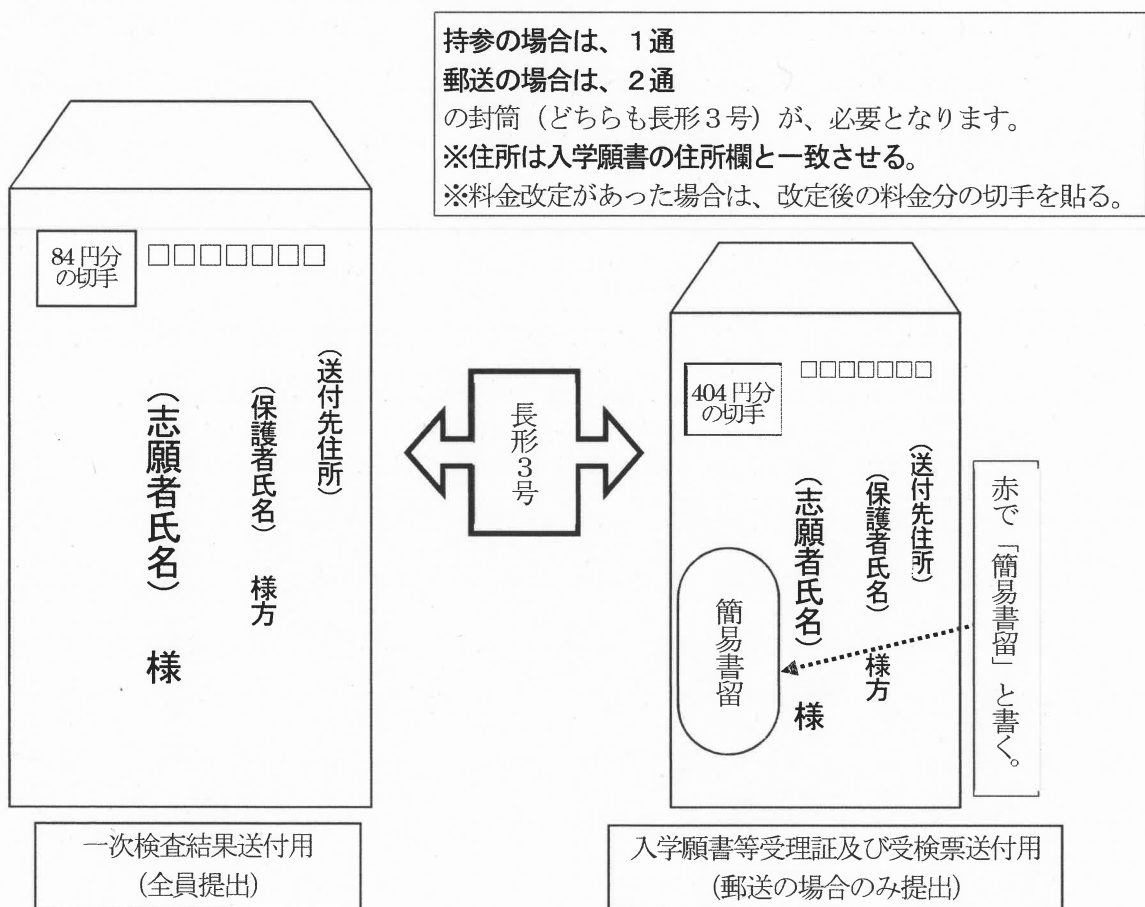 持参の場合は、１通
郵送の場合は、２通
の封筒（どちらも長形３号）が、必要となります。
※住所は入学願書の住所欄と一致させる。
※料金改定があった場合は、改定後の料金分の切手を貼る。
84 円分
の切手
□□□□□□□
（送付先住所）
（保護者氏名）　様方
（志願者氏名）　様
一次検査結果送付用
（全員提出）
長形３号
404 円分
の切手
□□□□□□□
（送付先住所）
（保護者氏名）　様方
（志願者氏名）　様
簡易書留
赤で「簡易書留」と書く。
入学願書等受理証及び受検票送付用
（郵送の場合のみ提出）